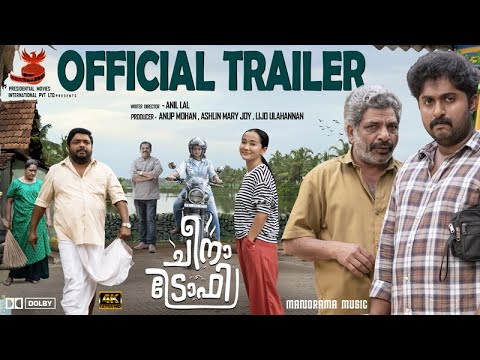 OFFICIAL TRAILER
PRESIDENTIAL MOVIES
INTERNATIONAL PVT LTD PRESENTS
WRITER DIRECTOR - ANIL LAL
PRODUCER - ANUP MOHAN , ASHLIN MARY JOY , LIJO ULAHANNAN
ചീനാ
ട്രോഫി
DOLBY
4K
MANORAMA MUSIC